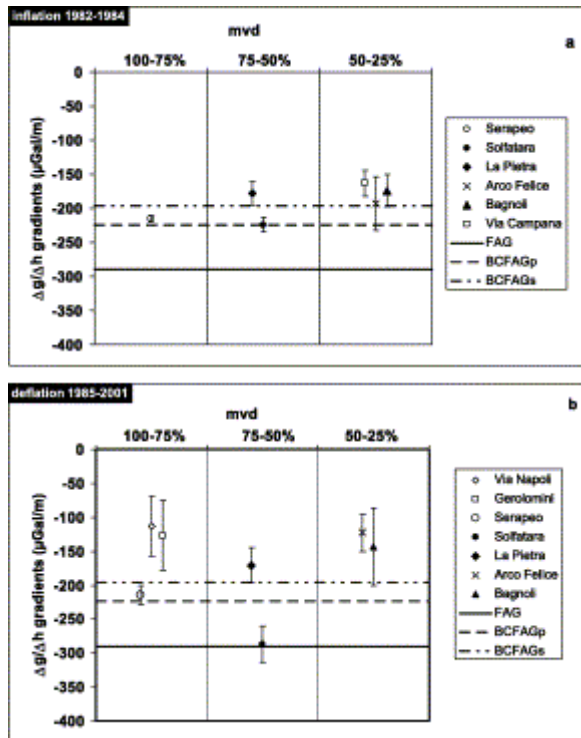 inflation 1982-1984
mvd
a
100-75% 75-50% 50-25%
0
-50
-100
-150
-200
-250
-300
-350
-400
Δg/Δh gradients (µGal/m)
Serapeo
Solfatara
La Pietra
Arco Felice
Bagnoli
Via Campana
FAG
BCFAGp
BCFAGs
deflation 1985-2001
mvd
b
100-75% 75-50% 50-25%
0
-50
-100
-150
-200
-250
-300
-350
-400
Δg/Δh gradients (µGal/m)
Via Napoli
Gerolomini
Serapeo
Solfatara
La Pietra
Arco Felice
Bagnoli
FAG
BCFAGp
BCFAGs